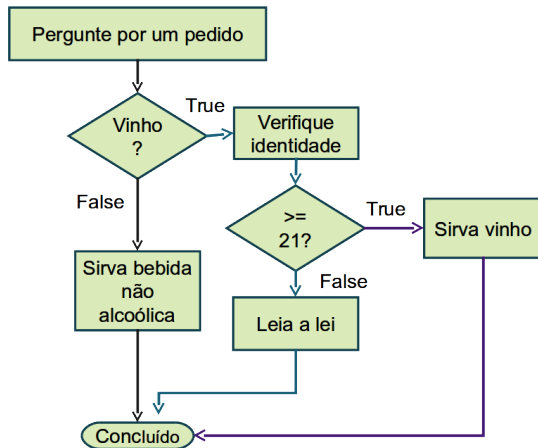 Pergunte por um pedido
True
Vinho
?
Verifique
identidade
False
>=
21?
True
Sirva vinho
Sirva bebida
não
alcoólica
False
Leia a lei
Concluído